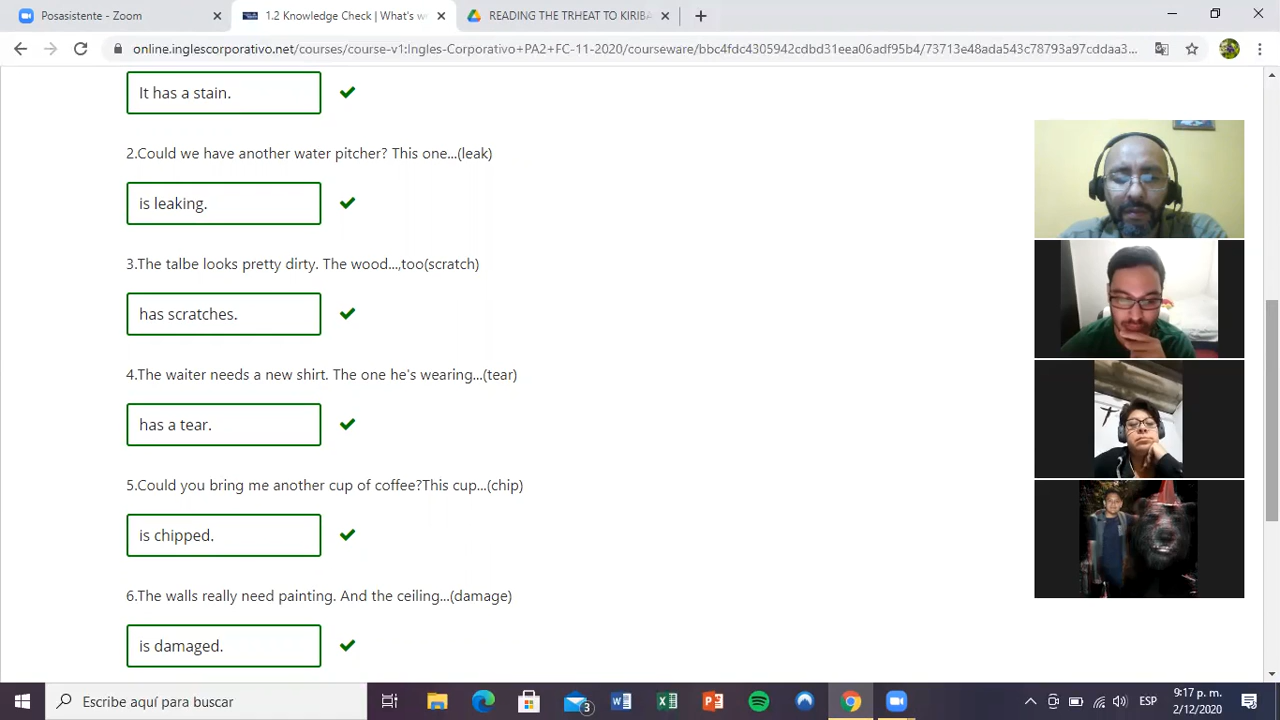 Posasistente - Zoom
1.2 Knowledge Check | What's w
READING THE TRHEAT TO KIRIBA
online.inglescorporativo.net/courses/course-v1:Ingles-Corporativo+PA2+FC-11-2020/courseware/bbc4fdc4305942cdbd31eea06adf95b4/73713e48ada543c78793a97cddaa3...
It has a stain.
2.Could we have another water pitcher? This one...(leak)
is leaking.
3.The talbe looks pretty dirty. The wood...,too(scratch)
has scratches.
4.The waiter needs a new shirt. The one he's wearing...(tear)
has a tear.
5.Could you bring me another cup of coffee?This cup...(chip)
is chipped.
6.The walls really need painting. And the ceiling...(damage)
is damaged.
Escribe aquí para buscar
3
ESP
9:17 p. m.
2/12/2020